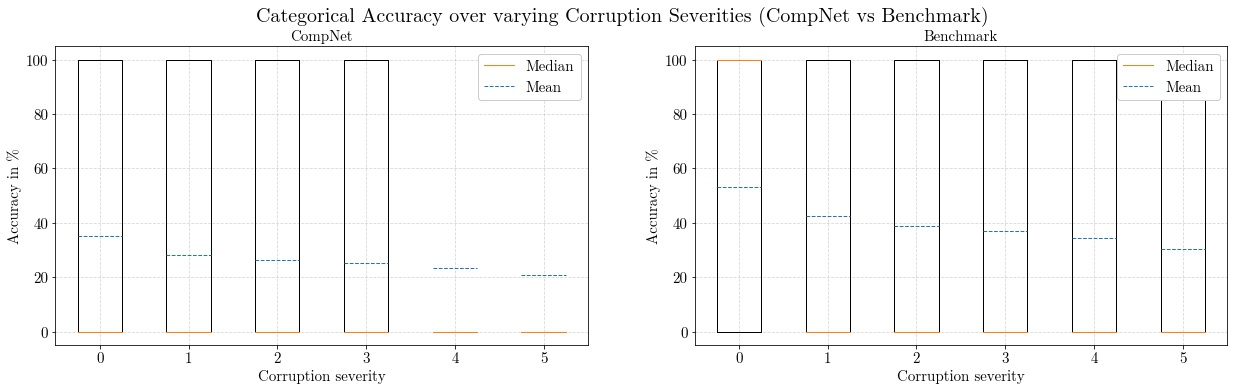 Categorical Accuracy over varying Corruption Severities (CompNet vs Benchmark)
CompNet
Accuracy in %
100
80
60
40
20
0
Median
Mean
0 1 2 3 4 5
Corruption severity
Benchmark
Accuracy in %
100
80
60
40
20
0
Median
Mean
0 1 2 3 4 5
Corruption severity